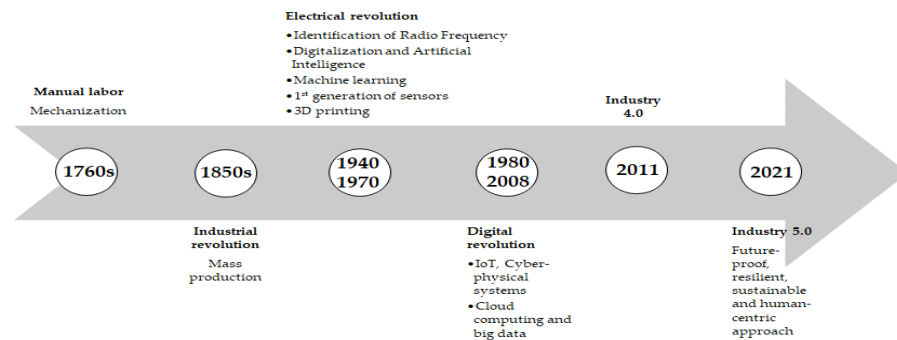 Electrical revolution
•Identification of Radio Frequency
•Digitalization and Artificial
Intelligence
•Machine learning
•1st generation of sensors
•3D printing
Manual labor
Mechanization
Industry
4.0
1760s
1850s
1940
1970
1980
2008
2011
2021
Industrial
revolution
Mass
production
Digital
revolution
•IoT, Cyber-
physical
systems
•Cloud
computing and
big data
Industry 5.0
Future-
proof,
resilient,
sustainable
and human-
centric
approach